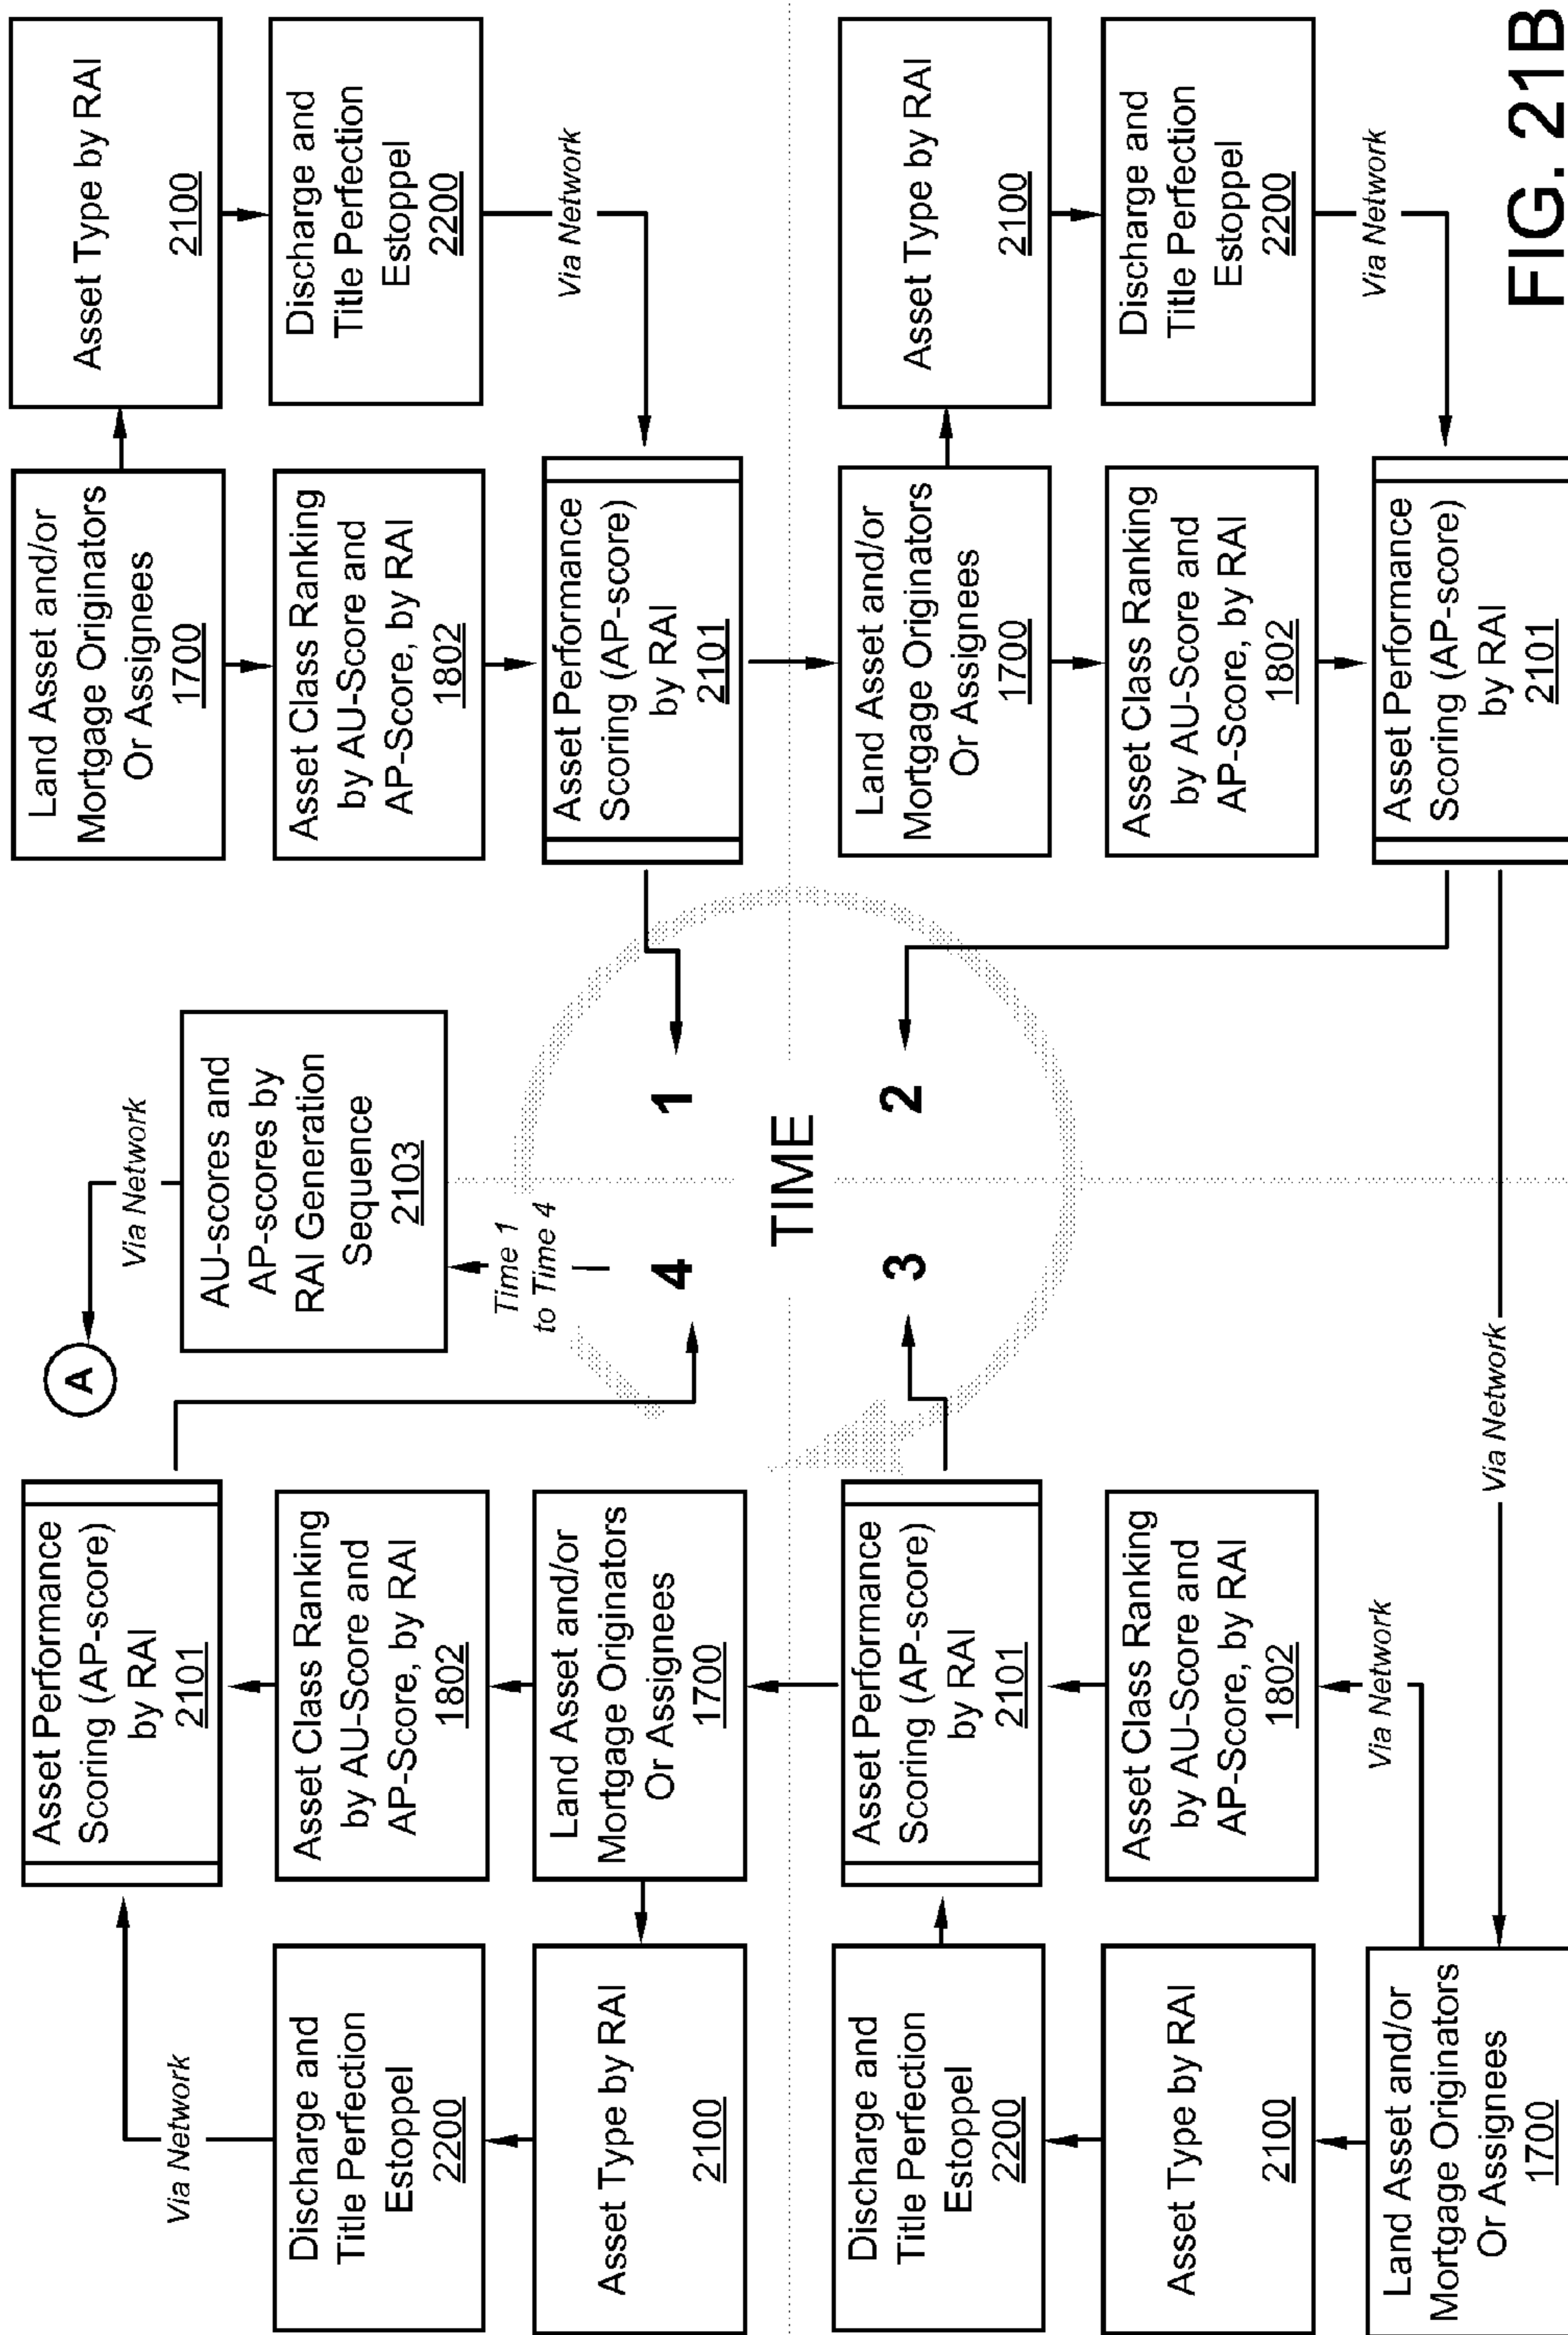 Via Network
Discharge and
Title Perfection
Estoppel
2200
Asset Type by RAI
2100
Asset Performance
Scoring (AP-score)
by RAI
2101
Asset Class Ranking
by AU-Score and
AP-Score, by RAI
1802
Land Asset and/or
Mortgage Originators
Or Assignees
1700
A
Via Network
AU-scores and
AP-scores by
RAI Generation
Sequence
2103
Time 1
to Time 4
Land Asset and/or
Mortgage Originators
Or Assignees
1700
Asset Class Ranking
by AU-Score and
AP-Score, by RAI
1802
Asset Performance
Scoring (AP-score)
by RAI
2101
Asset Type by RAI
2100
Discharge and
Title Perfection
Estoppel
2200
Via Network
4
1
TIME
3
2
Discharge and
Title Perfection
Estoppel
2200
Asset Type by RAI
2100
Land Asset and/or
Mortgage Originators
Or Assignees
1700
Asset Performance
Scoring (AP-score)
by RAI
2101
Asset Class Ranking
by AU-Score and
AP-Score, by RAI
1802
Via Network
Via Network
Land Asset and/or
Mortgage Originators
Or Assignees
1700
Asset Class Ranking
by AU-Score and
AP-Score, by RAI
1802
Asset Performance
Scoring (AP-score)
by RAI
2101
Asset Type by RAI
2100
Discharge and
Title Perfection
Estoppel
2200
Via Network
FIG. 21B